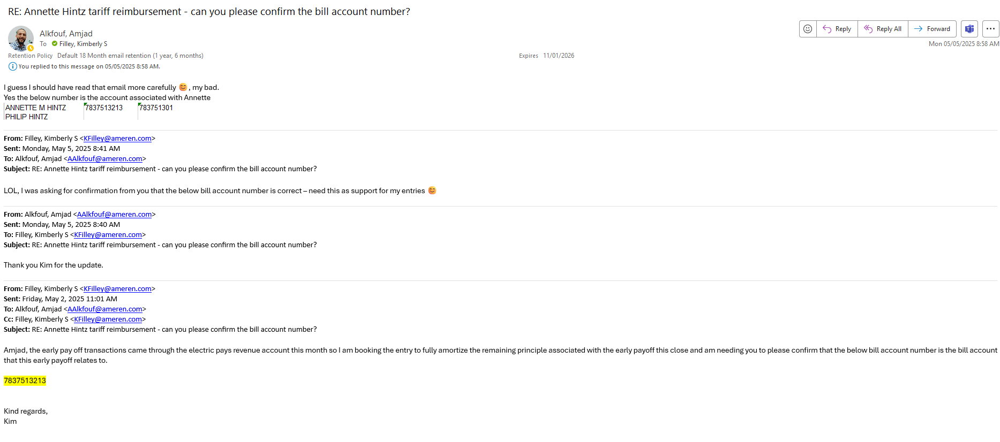 RE: Annette Hintz tariff reimbursement - can you please confirm the bill account number?
Alkfouf, Amjad
To Filley, Kimberly S
Reply
Reply All
Forward
Mon 05/05/2025 8:58 AM
Retention Policy Default 18 Month email retention (1 year, 6 months)
Expires 11/01/2026
You replied to this message on 05/05/2025 8:58 AM.
I guess I should have read that email more carefully 😊, my bad.
Yes the below number is the account associated with Annette
ANNETTE M HINTZ 7837513213 783751301
PHILIP HINTZ
From: Filley, Kimberly S <KFilley@ameren.com>
Sent: Monday, May 5, 2025 8:41 AM
To: Alkfouf, Amjad <AAlkfouf@ameren.com>
Subject: RE: Annette Hintz tariff reimbursement - can you please confirm the bill account number?
LOL, I was asking for confirmation from you that the below bill account number is correct – need this as support for my entries 😊
From: Alkfouf, Amjad <AAlkfouf@ameren.com>
Sent: Monday, May 5, 2025 8:40 AM
To: Filley, Kimberly S <KFilley@ameren.com>
Subject: RE: Annette Hintz tariff reimbursement - can you please confirm the bill account number?
Thank you Kim for the update.
From: Filley, Kimberly S <KFilley@ameren.com>
Sent: Friday, May 2, 2025 11:01 AM
To: Alkfouf, Amjad <AAlkfouf@ameren.com>
Cc: Filley, Kimberly S <KFilley@ameren.com>
Subject: RE: Annette Hintz tariff reimbursement - can you please confirm the bill account number?
Amjad, the early pay off transactions came through the electric pays revenue account this month so I am booking the entry to fully amortize the remaining principle associated with the early payoff this close and am needing you to please confirm that the below bill account number is the bill account
that this early payoff relates to.
7837513213
Kind regards,
Kim